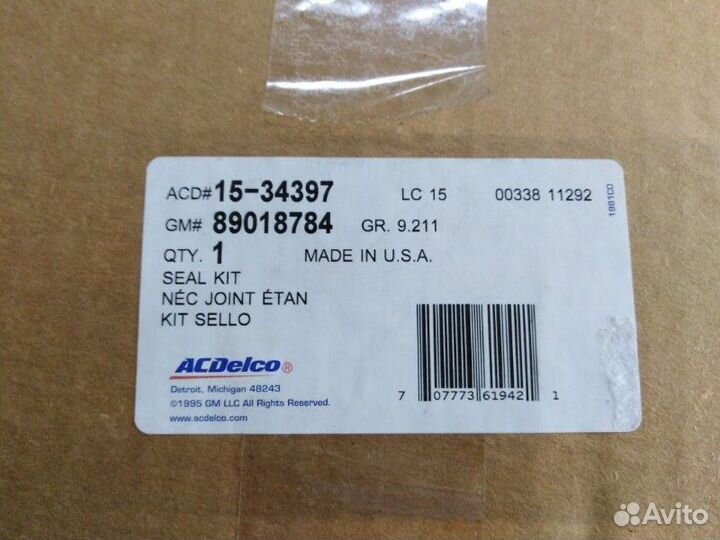 ACD# 15-34397 LC 15 00338 11292
198100
GM# 89018784 GR. 9.211
QTY. 1 MADE IN U.S.A.
SEAL KIT
NÉC JOINT ÉTAN
KIT SELLO
ACDelco®
Detroit, Michigan 48243
©1995 GM LLC All Rights Reserved.
www.acdelco.com
7 07773 61942 1
Avito